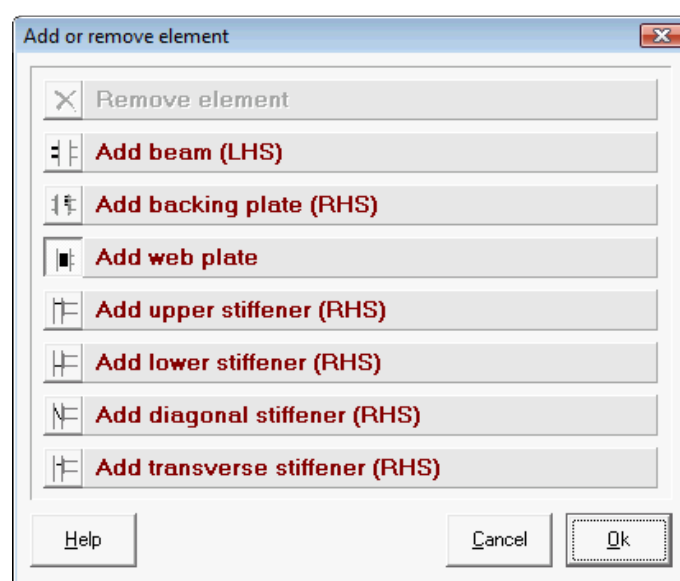 Add or remove element
Remove element
Add beam (LHS)
Add backing plate (RHS)
Add web plate
Add upper stiffener (RHS)
Add lower stiffener (RHS)
Add diagonal stiffener (RHS)
Add transverse stiffener (RHS)
Help Cancel Ok